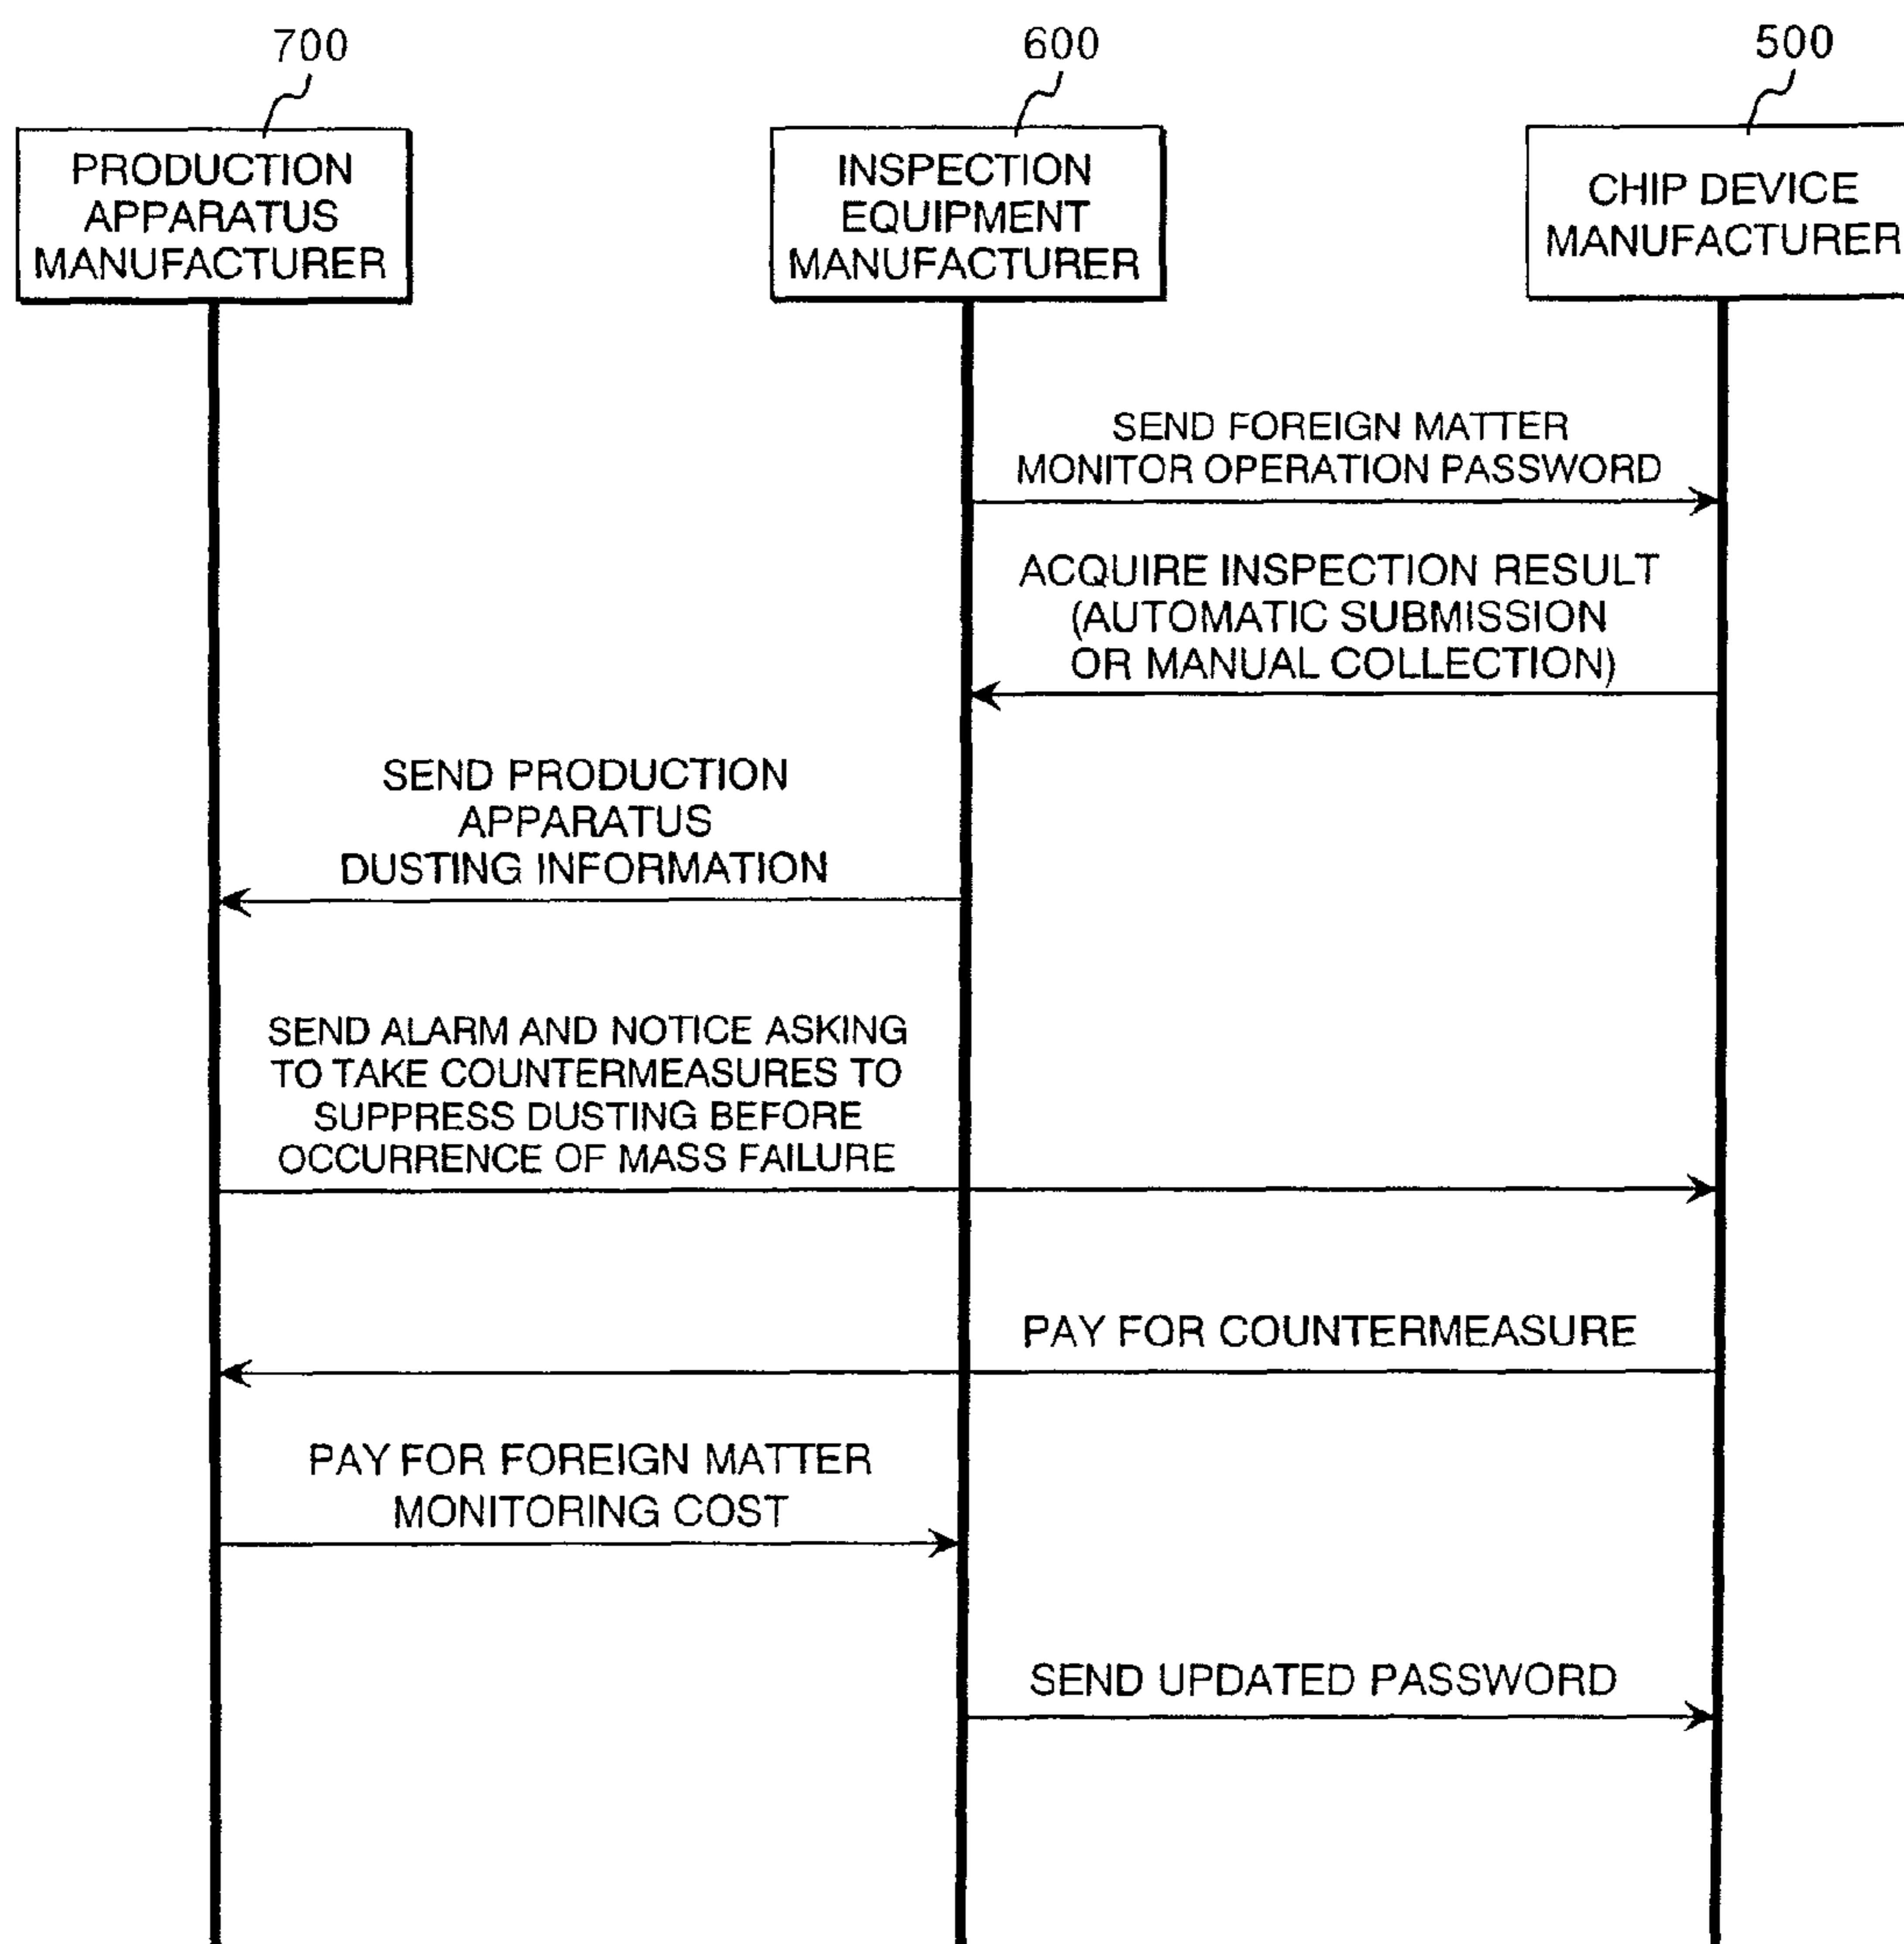 700
600
500
PRODUCTION
APPARATUS
MANUFACTURER
INSPECTION
EQUIPMENT
MANUFACTURER
CHIP DEVICE
MANUFACTURER
SEND FOREIGN MATTER
MONITOR OPERATION PASSWORD
ACQUIRE INSPECTION RESULT
(AUTOMATIC SUBMISSION
OR MANUAL COLLECTION)
SEND PRODUCTION
APPARATUS
DUSTING INFORMATION
SEND ALARM AND NOTICE ASKING
TO TAKE COUNTERMEASURES TO
SUPPRESS DUSTING BEFORE
OCCURRENCE OF MASS FAILURE
PAY FOR COUNTERMEASURE
PAY FOR FOREIGN MATTER
MONITORING COST
SEND UPDATED PASSWORD